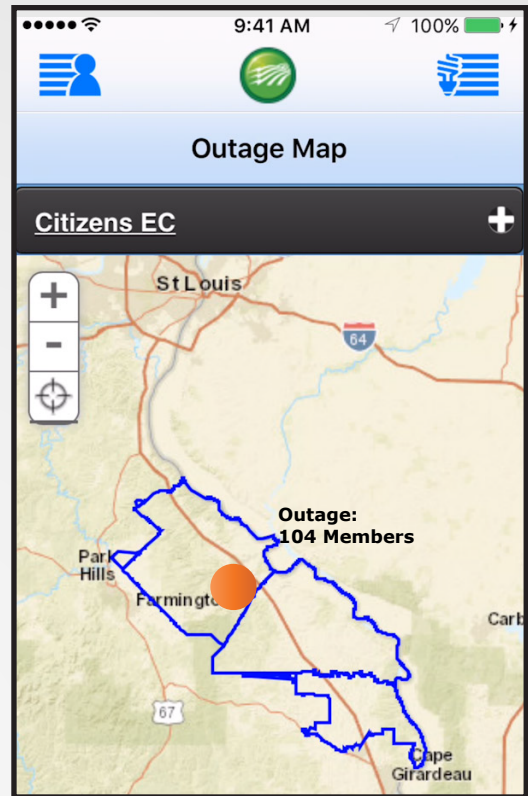 9:41 AM
100%
Outage Map
Citizens EC
+
-
St Louis
64
Outage:
104 Members
Park
Hills
Farmingto
Carb
67
Cape
Girardeau